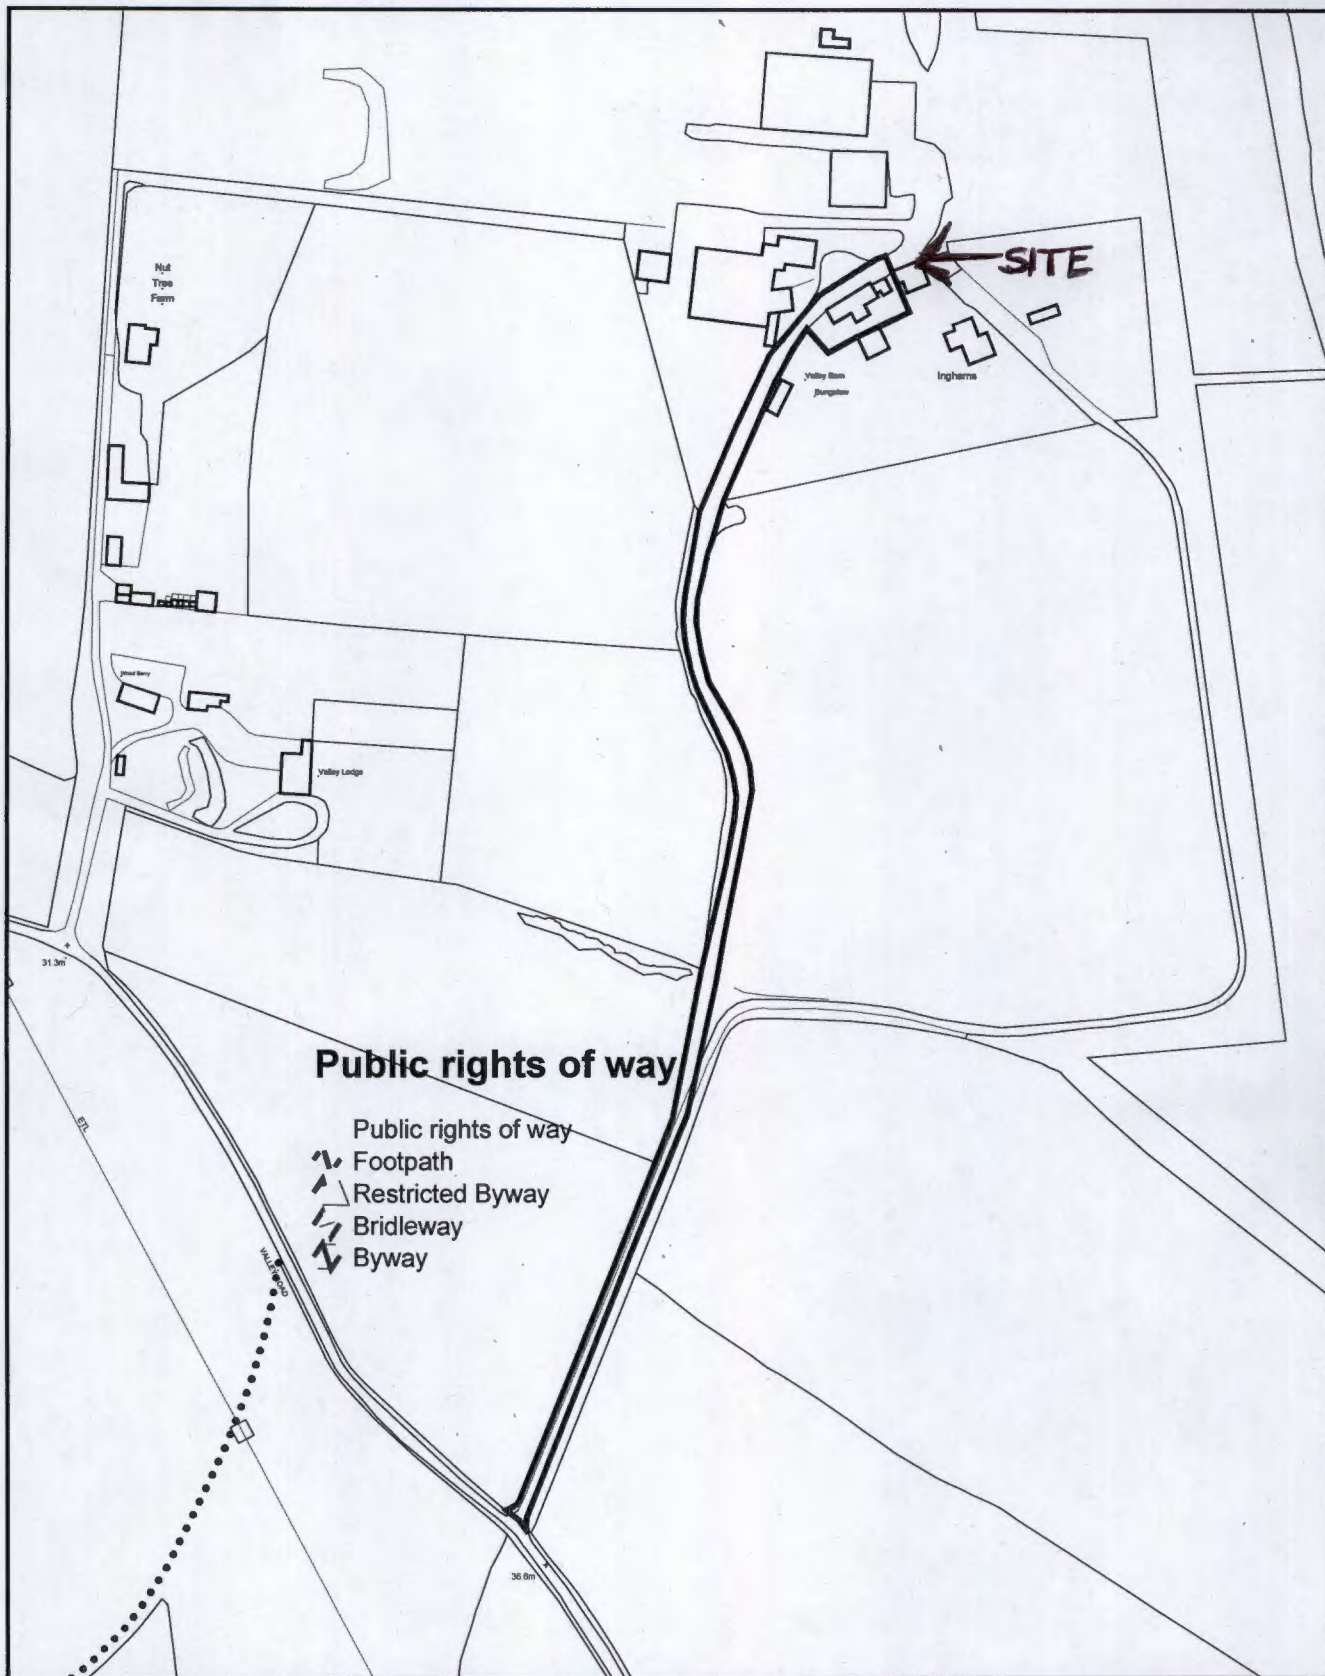 SITE
Nut
Tree
Farm
Valley Barn
Bungalow
Inghams
Wood Barry
Valley Lodge
31.3m
Public rights of way
ETL
Public rights of way
Footpath
Restricted Byway
Bridleway
Byway
VALLEY ROAD
36.6m